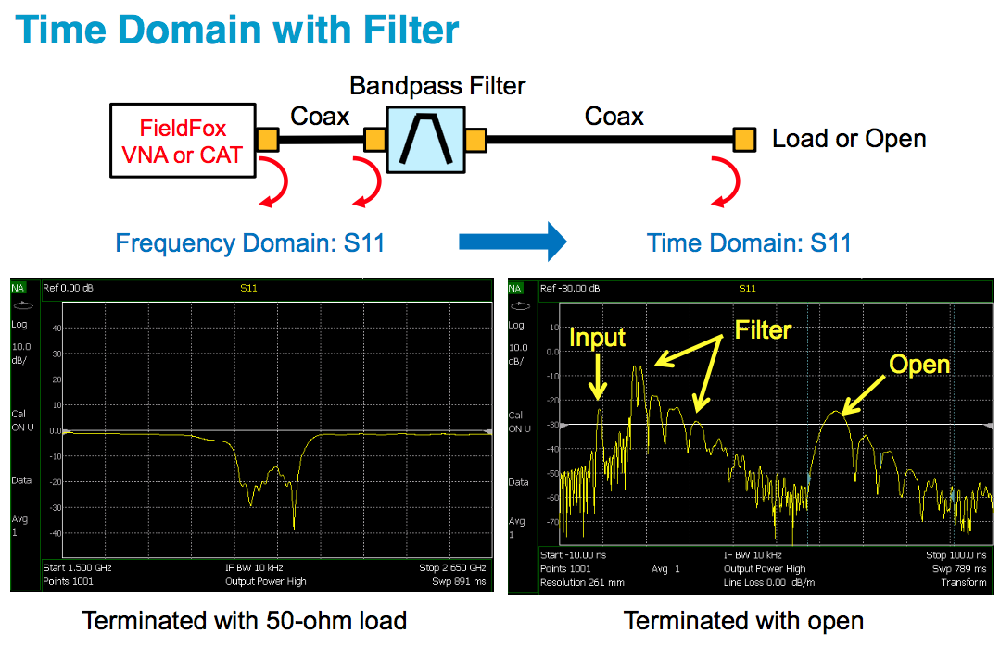 Time Domain with Filter
Bandpass Filter
FieldFox
VNA or CAT
Coax
Coax
Load or Open
Frequency Domain: S11
Time Domain: S11
NA
Ref 0.00 dB
S11
Log
10.0
dB/
Cal
ON U
Data
Avg
1
40
30
20
10
0.0
-10
-20
-30
-40
Start 1.500 GHz
IF BW 10 kHz
Stop 2.650 GHz
Points 1001
Output Power High
Swp 891 ms
NA
Ref -30.00 dB
S11
Log
10.0
dB/
Cal
ON U
Data
Avg
1
10
0.0
-10
-20
-30
-40
-50
-60
-70
Input
Filter
Open
Start -10.00 ns
IF BW 10 kHz
Stop 100.0 ns
Points 1001
Avg 1
Output Power High
Swp 789 ms
Resolution 261 mm
Line Loss 0.00 dB/m
Transform
Terminated with 50-ohm load
Terminated with open